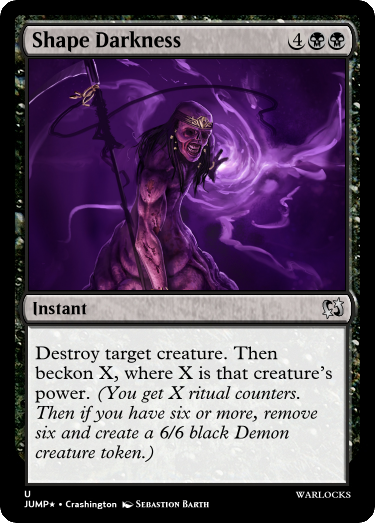 Shape Darkness 4
Instant
Destroy target creature. Then
beckon X, where X is that creature's
power. (You get X ritual counters.
Then if you have six or more, remove
six and create a 6/6 black Demon
creature token.)
U
JUMP★ • Crashington Sebastion Barth
WARLOCKS